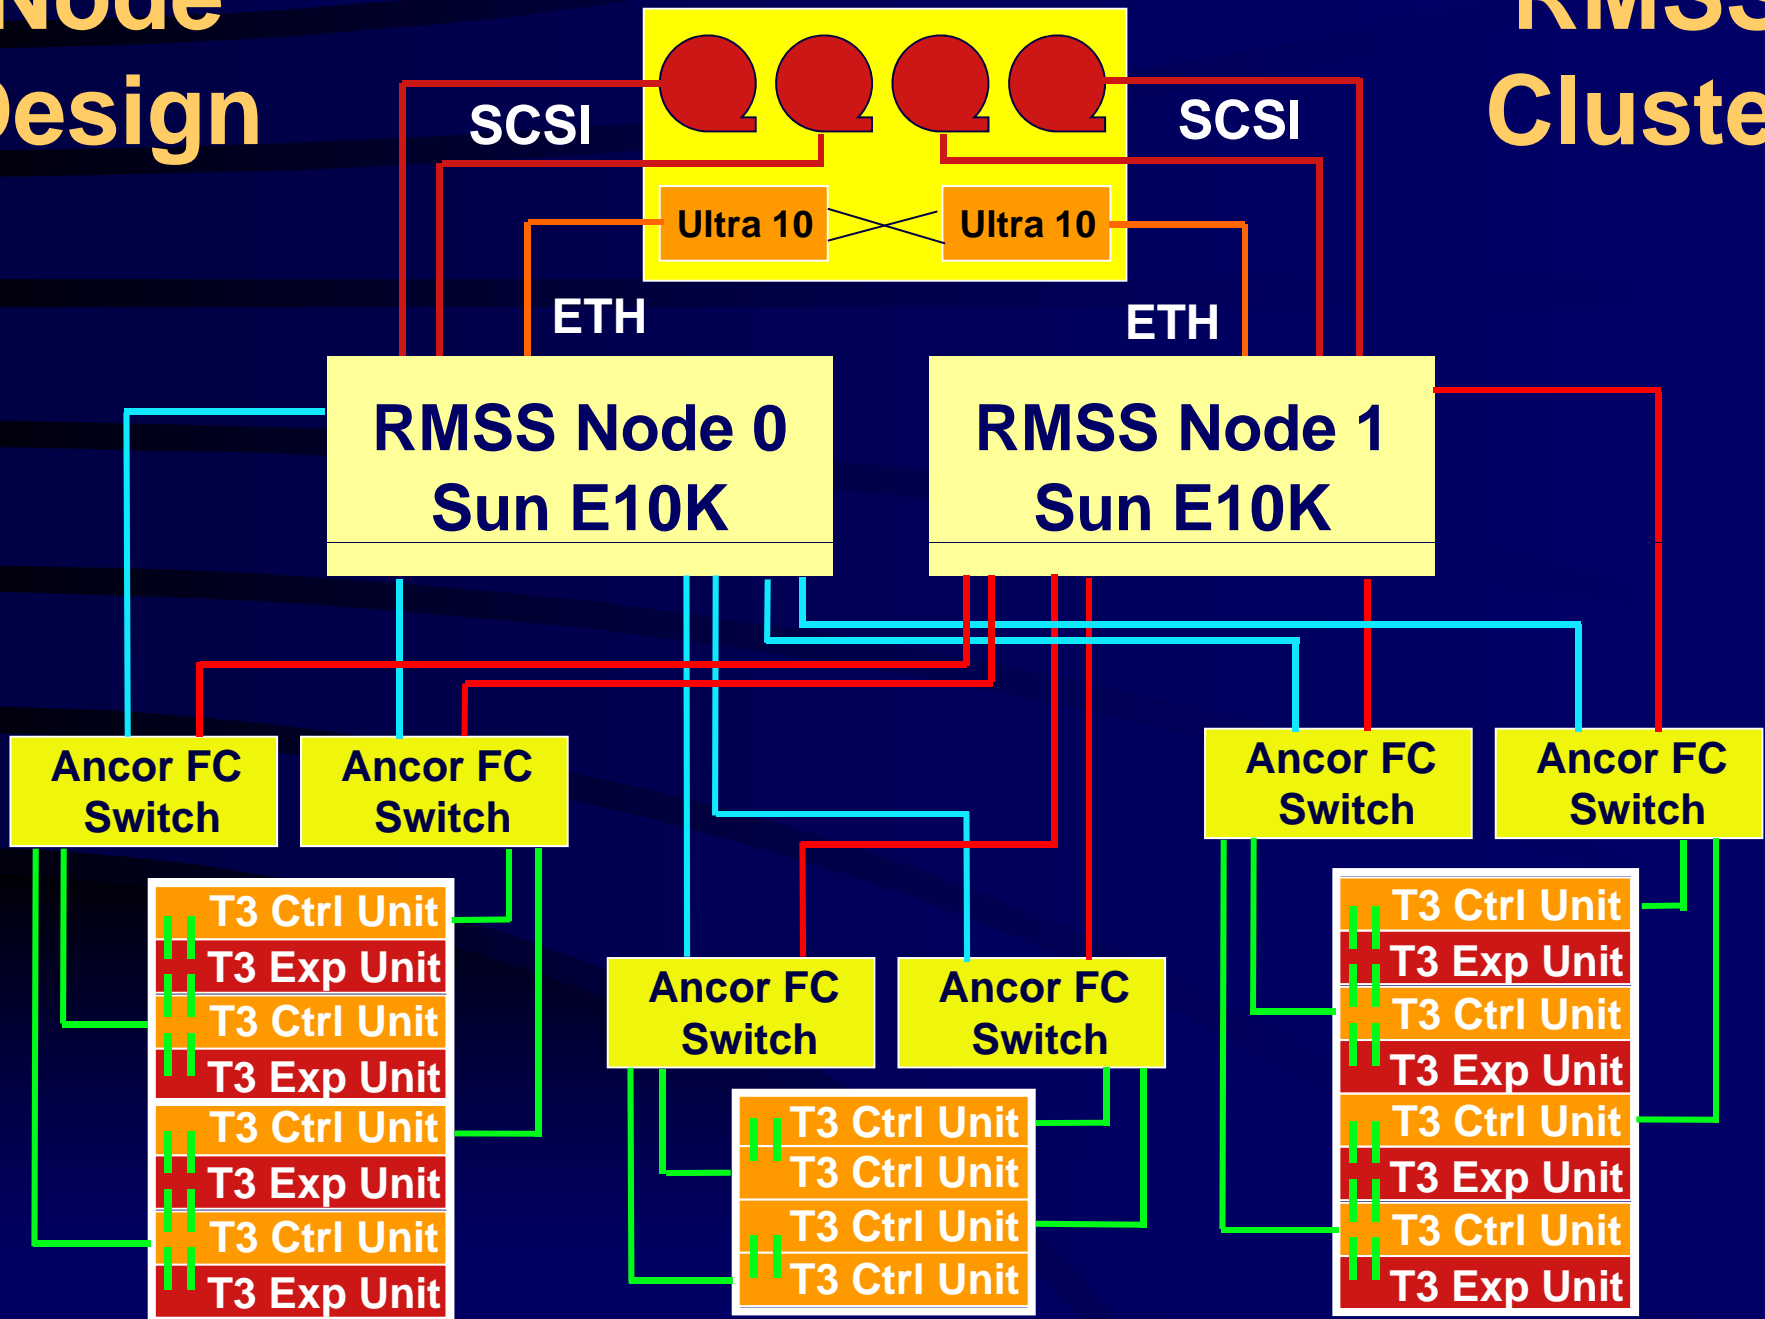 Node
Design
RMSS
Cluste
SCSI
SCSI
Ultra 10
Ultra 10
ETH
ETH
RMSS Node 0
Sun E10K
RMSS Node 1
Sun E10K
Ancor FC
Switch
Ancor FC
Switch
Ancor FC
Switch
Ancor FC
Switch
T3 Ctrl Unit
T3 Exp Unit
T3 Ctrl Unit
T3 Exp Unit
T3 Ctrl Unit
T3 Exp Unit
T3 Ctrl Unit
T3 Exp Unit
Ancor FC
Switch
Ancor FC
Switch
T3 Ctrl Unit
T3 Ctrl Unit
T3 Ctrl Unit
T3 Ctrl Unit
T3 Ctrl Unit
T3 Exp Unit
T3 Ctrl Unit
T3 Exp Unit
T3 Ctrl Unit
T3 Exp Unit
T3 Ctrl Unit
T3 Exp Unit